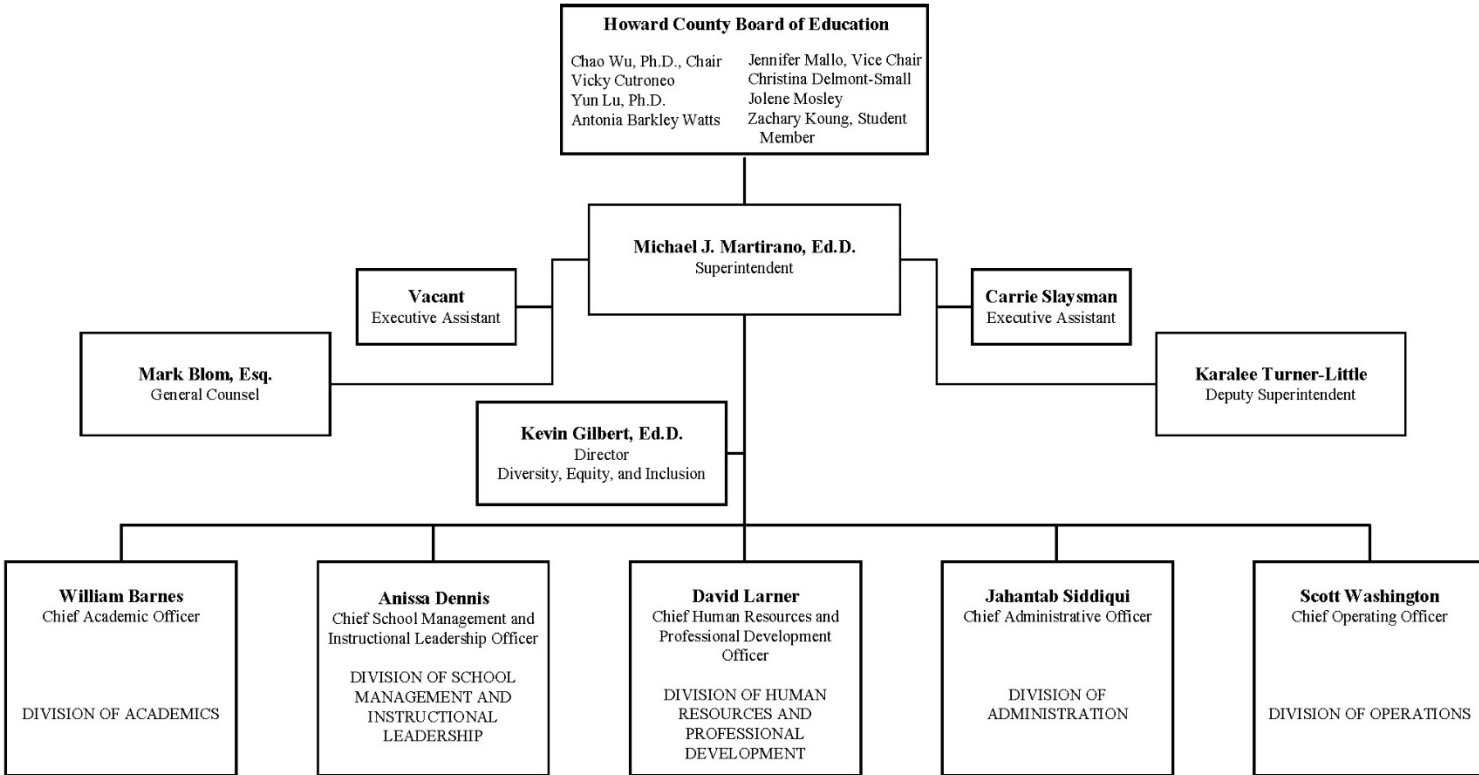 Howard County Board of Education
Chao Wu, Ph.D., Chair
Vicky Cutroneo
Yun Lu, Ph.D.
Antonia Barkley Watts
Jennifer Mallo, Vice Chair
Christina Delmont-Small
Jolene Mosley
Zachary Koung, Student
Member
Michael J. Martirano, Ed.D.
Superintendent
Vacant
Executive Assistant
Carrie Slaysman
Executive Assistant
Mark Blom, Esq.
General Counsel
Karalee Turner-Little
Deputy Superintendent
Kevin Gilbert, Ed.D.
Director
Diversity, Equity, and Inclusion
William Barnes
Chief Academic Officer
DIVISION OF ACADEMICS
Anissa Dennis
Chief School Management and
Instructional Leadership Officer
DIVISION OF SCHOOL
MANAGEMENT AND
INSTRUCTIONAL
LEADERSHIP
David Larner
Chief Human Resources and
Professional Development
Officer
DIVISION OF HUMAN
RESOURCES AND
PROFESSIONAL
DEVELOPMENT
Jahantab Siddiqui
Chief Administrative Officer
DIVISION OF
ADMINISTRATION
Scott Washington
Chief Operating Officer
DIVISION OF OPERATIONS